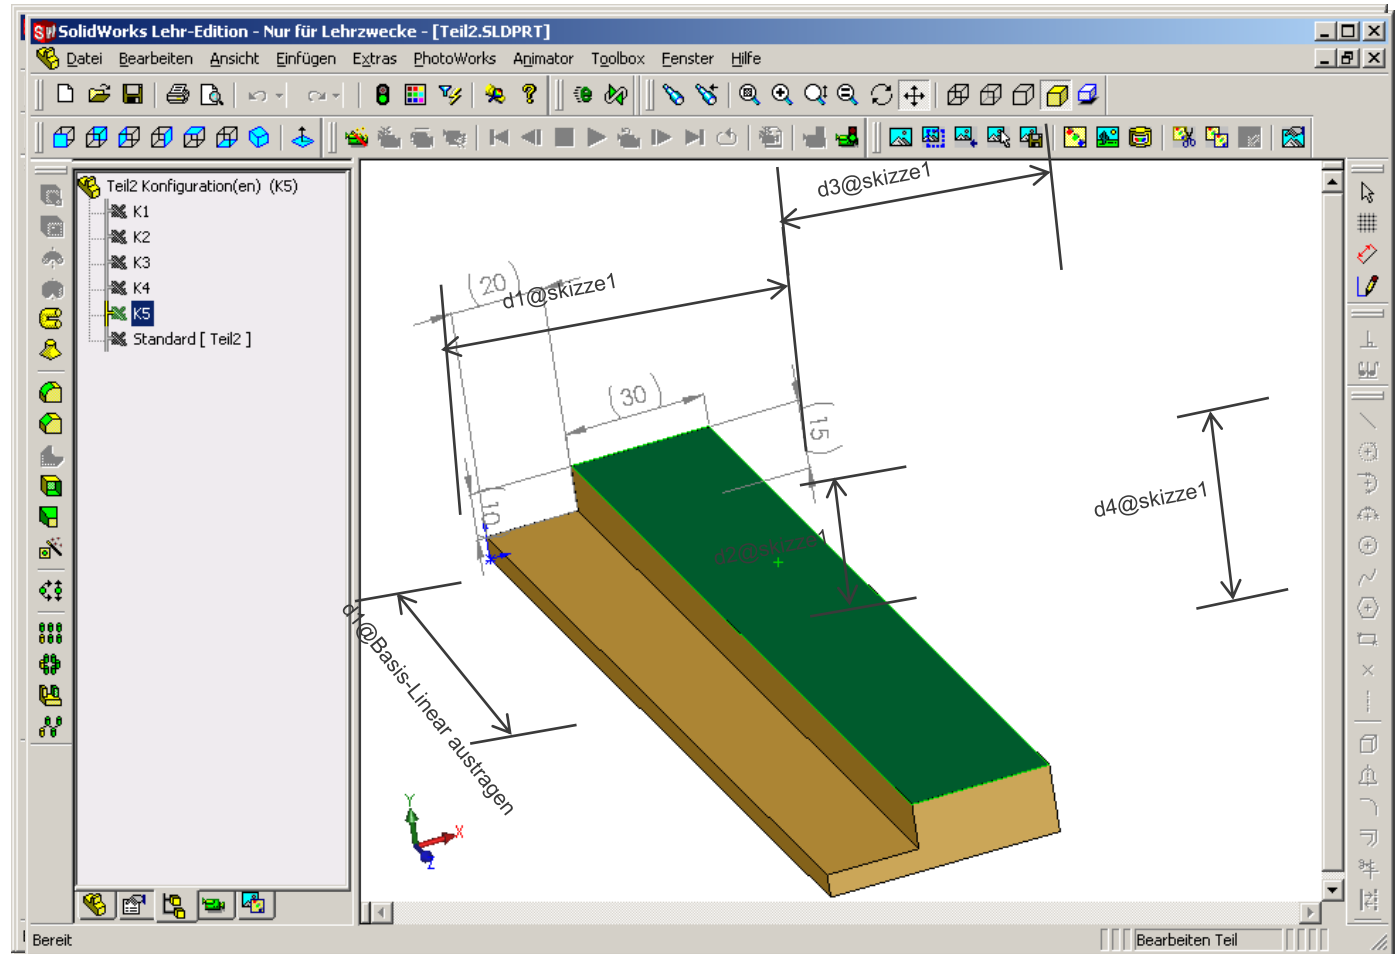 SolidWorks Lehr-Edition - Nur für Lehrzwecke - [Teil2.SLDPRT]
Datei Bearbeiten Ansicht Einfügen Extras PhotoWorks Animator Toolbox Fenster Hilfe
Teil2 Konfiguration(en) (K5)
K1
K2
K3
K4
K5
Standard [ Teil2 ]
d3@skizze1
(20)
d1@skizze1
(30)
(15)
(10)
d4@skizze1
d2@skizze1
d1@Basis-Linear austragen
Y
X
Z
Bereit
Bearbeiten Teil